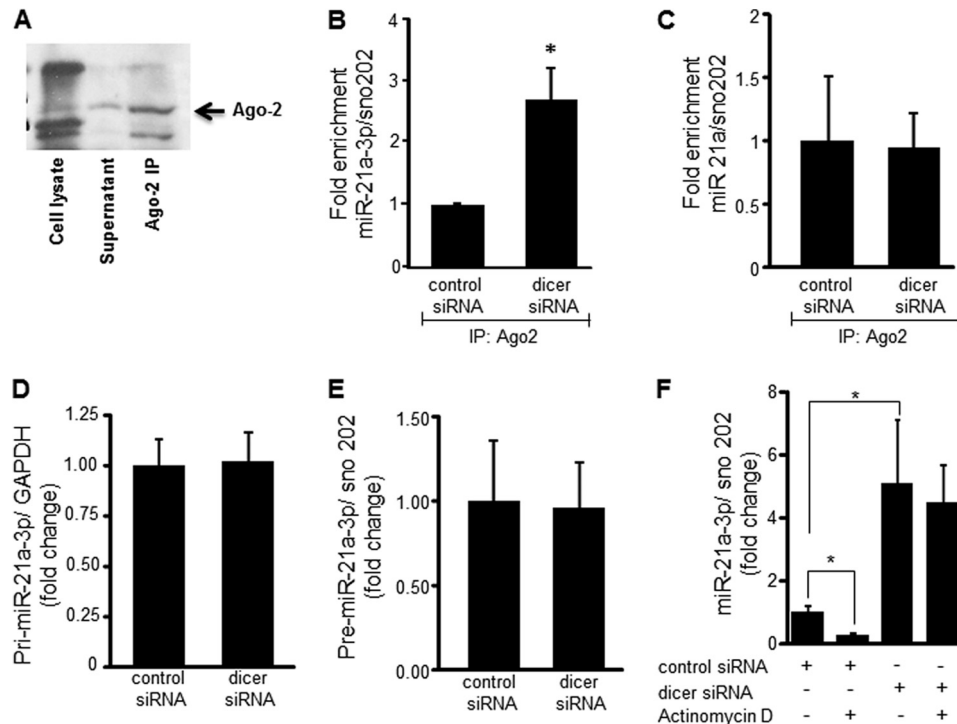 A
Ago-2
Cell lysate
Supernatant
Ago-2 IP
B
Fold enrichment
miR-21a-3p/sno202
4
3
2
1
0
*
control
siRNA
dicer
siRNA
IP: Ago2
C
Fold enrichment
miR 21a/sno202
2
1.5
1
0.5
0
control
siRNA
dicer
siRNA
IP: Ago2
D
Pri-miR-21a-3p/ GAPDH
(fold change)
1.25
1.00
0.75
0.50
0.25
0
control
siRNA
dicer
siRNA
E
Pre-miR-21a-3p/ sno 202
(fold change)
1.50
1.00
0.50
0.00
control
siRNA
dicer
siRNA
F
miR-21a-3p/ sno 202
(fold change)
8
6
4
2
0
*
*
control siRNA + + - -
dicer siRNA - - + +
Actinomycin D - + - +